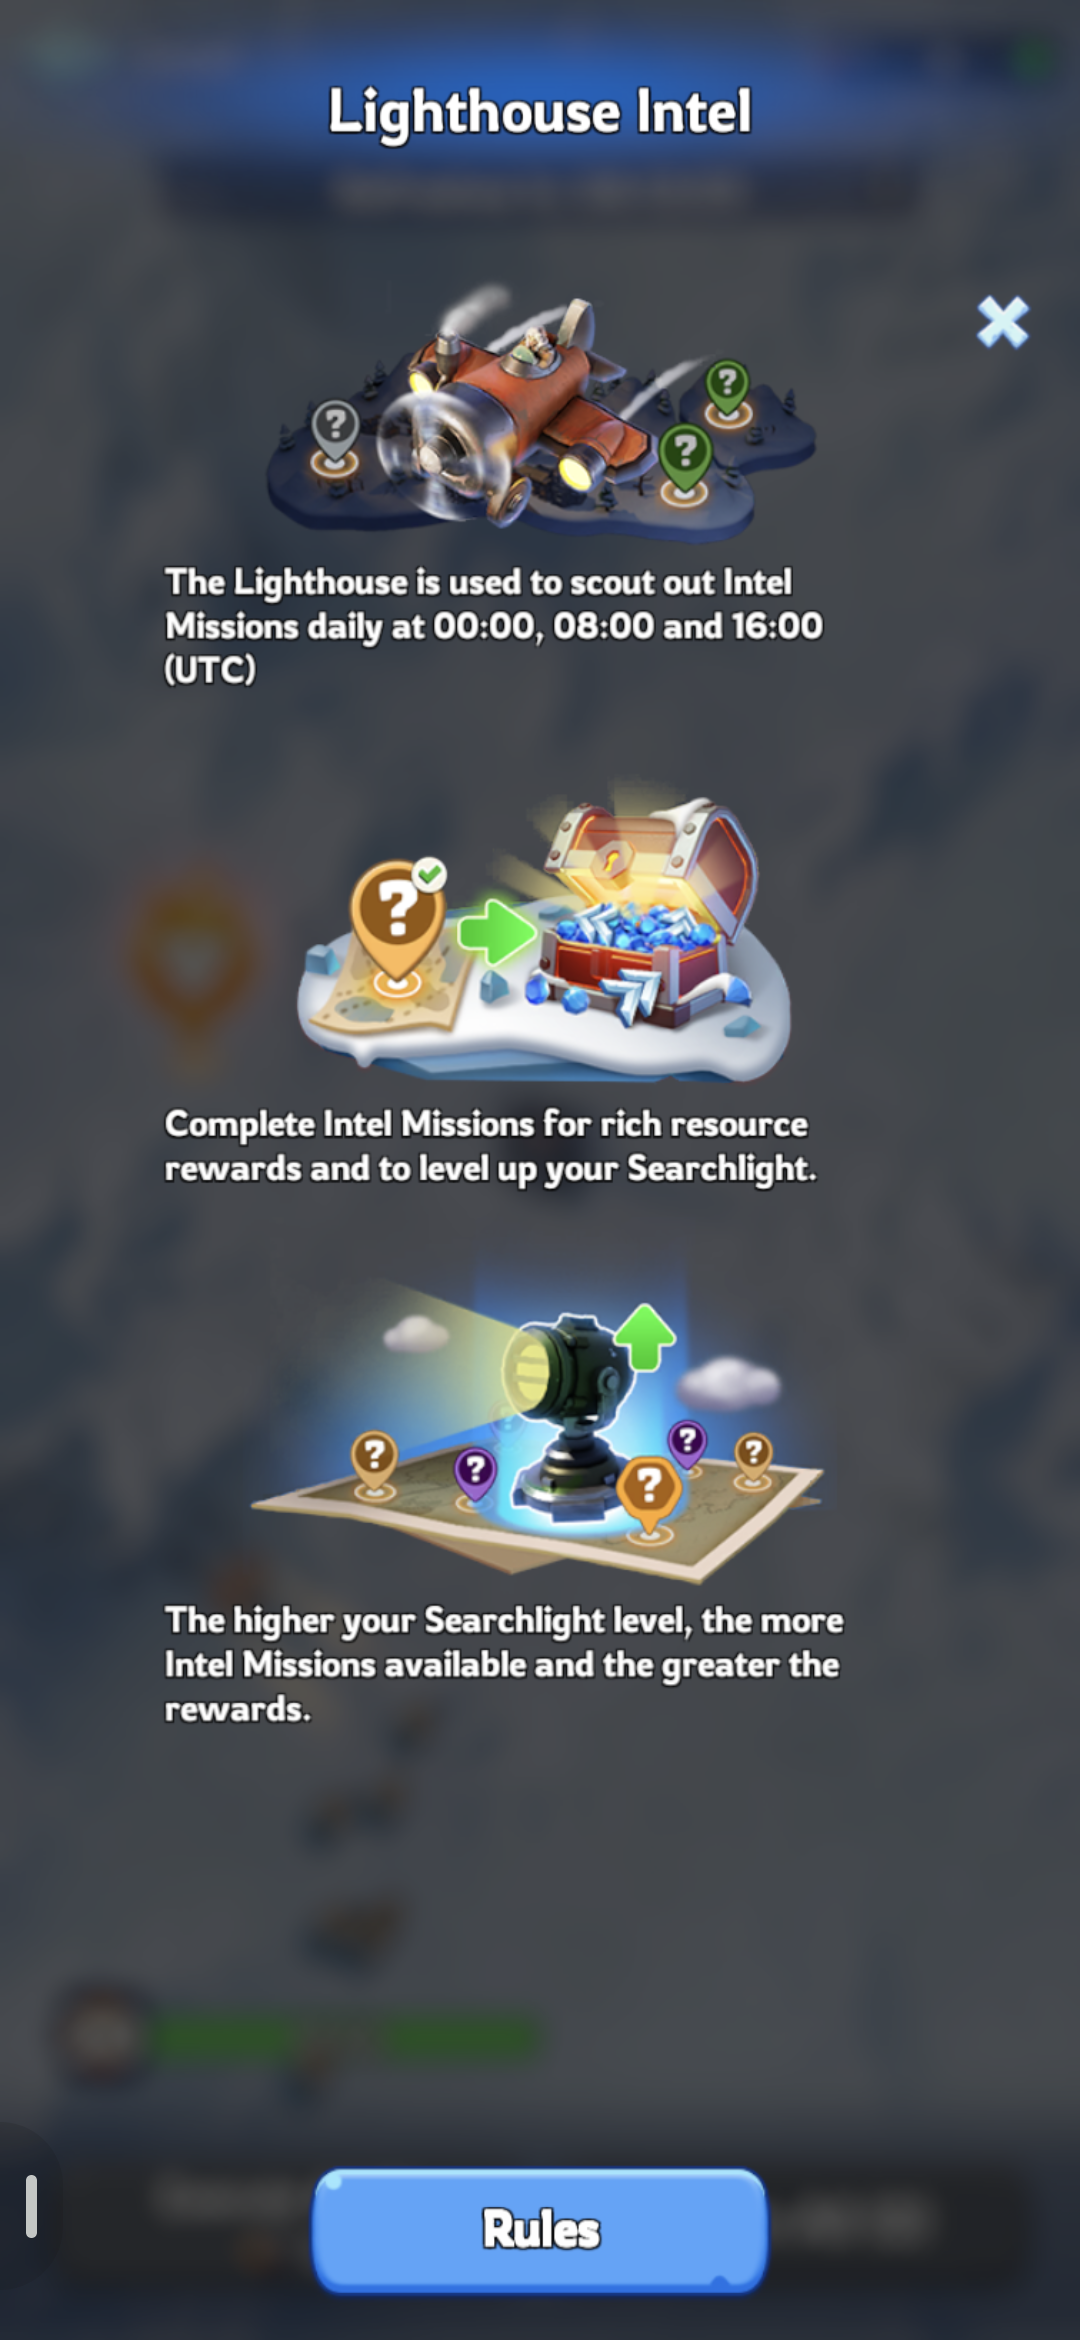 Lighthouse Intel
The Lighthouse is used to scout out Intel
Missions daily at 00:00, 08:00 and 16:00
(UTC)
Complete Intel Missions for rich resource
rewards and to level up your Searchlight.
The higher your Searchlight level, the more
Intel Missions available and the greater the
rewards.
Rules